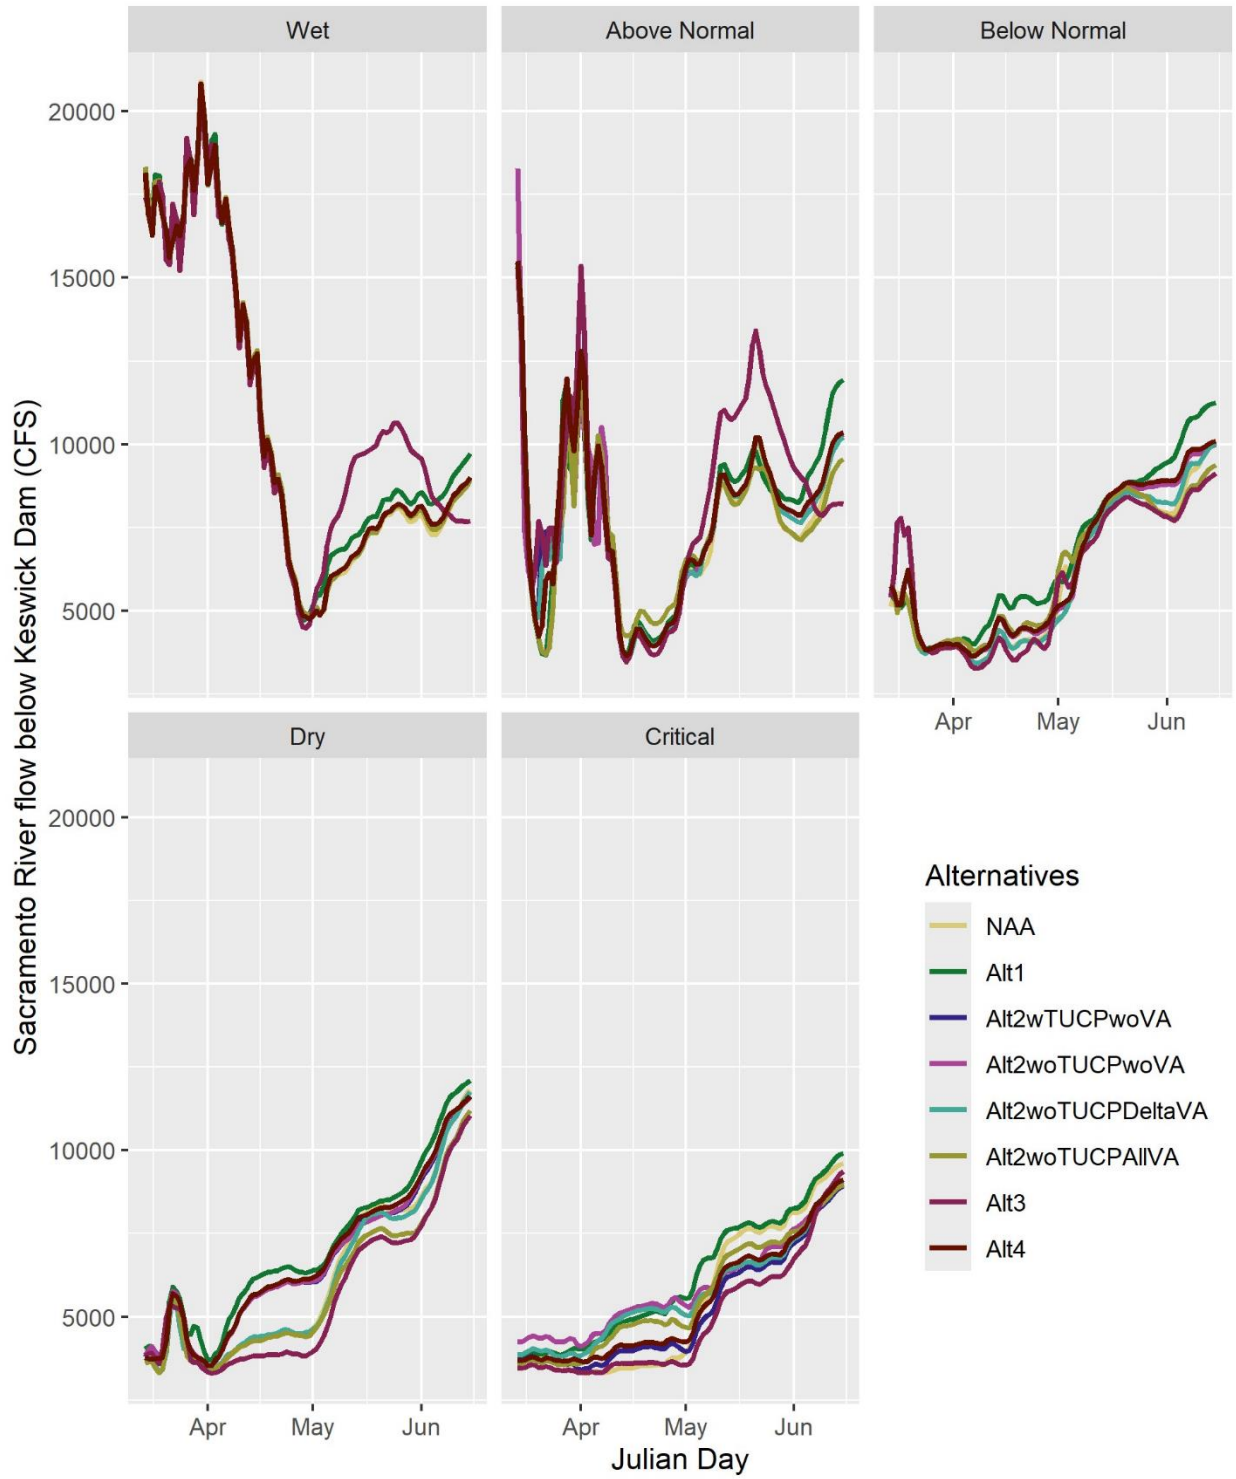 Wet
Above Normal
Below Normal
20000
15000
10000
5000
Apr
May
Jun
Dry
Critical
20000
15000
10000
5000
Apr
May
Jun
Apr
May
Jun
Sacramento River flow below Keswick Dam (CFS)
Julian Day
Alternatives
NAA
Alt1
Alt2wTUCPwoVA
Alt2woTUCPwoVA
Alt2woTUCPDeltaVA
Alt2woTUCPAllVA
Alt3
Alt4